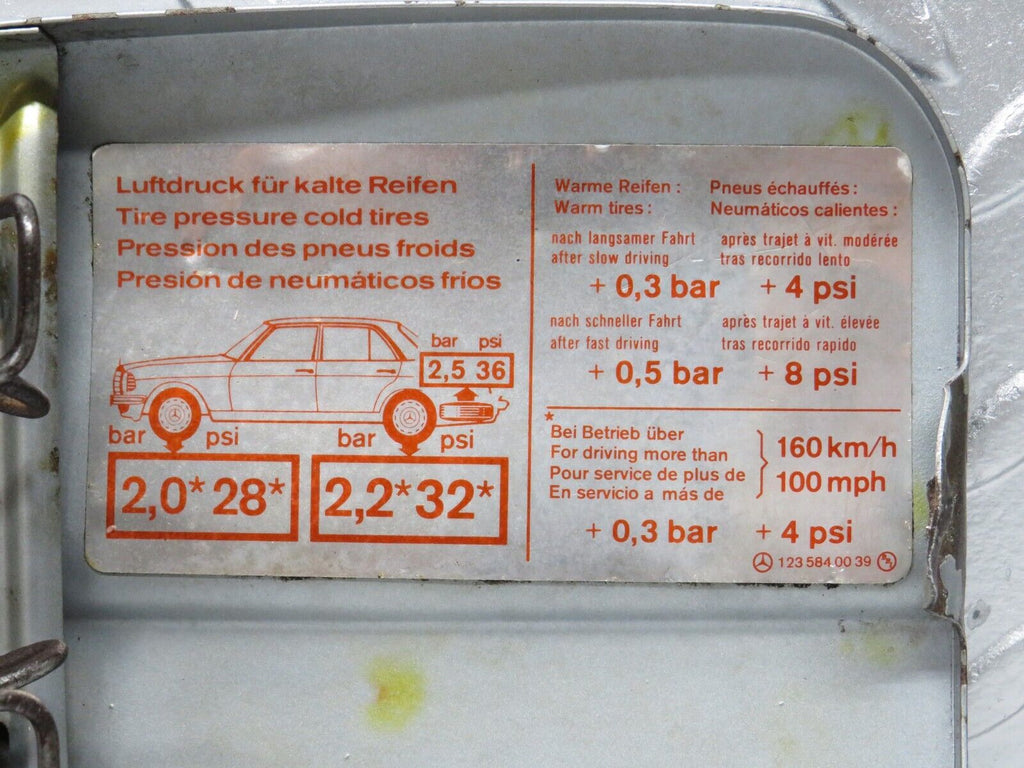 Luftdruck für kalte Reifen
Tire pressure cold tires
Pression des pneus froids
Presión de neumáticos fríos
bar psi
2,5 36
bar psi
2,0* 28*
bar psi
2,2* 32*
Warme Reifen : Pneus échauffés :
Warm tires : Neumáticos calientes :
nach langsamer Fahrt après trajet à vit. modérée
after slow driving tras recorrido lento
+ 0,3 bar + 4 psi
nach schneller Fahrt après trajet à vit. élevée
after fast driving tras recorrido rapido
+ 0,5 bar + 8 psi
*
Bei Betrieb über
For driving more than
Pour service de plus de
En servicio a más de
160 km/h
100 mph
+ 0,3 bar + 4 psi
123 584 00 39